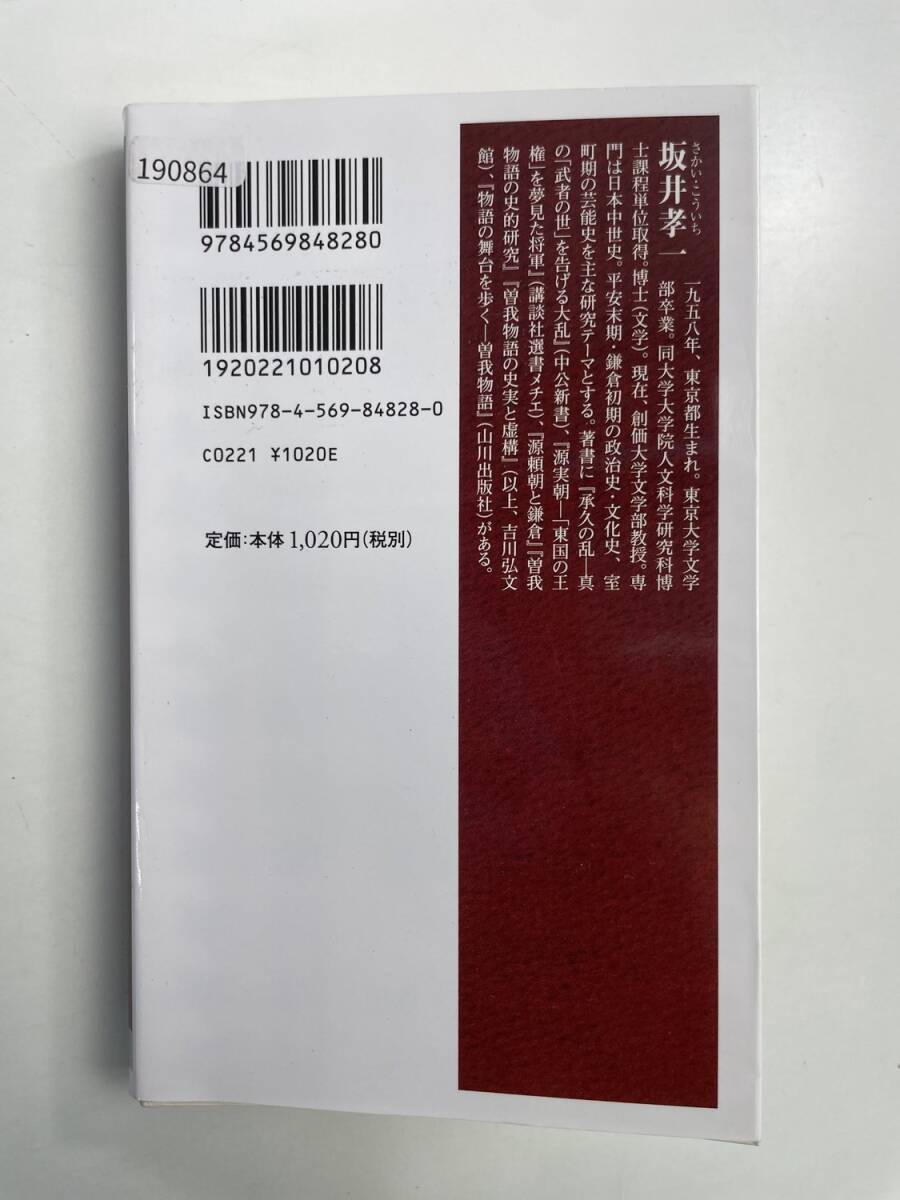 坂井孝一
さかい・こういち
一九五八年、東京都生まれ。東京大学文学
部卒業。同大学大学院人文科学研究科博
士課程単位取得。博士(文学)。現在、創価大学文学部教授。専
門は日本中世史。平安末期・鎌倉初期の政治史・文化史、室
町期の芸能史を主な研究テーマとする。著書に『承久の乱―真
の「武者の世」を告げる大乱』(中公新書)、『源実朝―「東国の王
権」を夢見た将軍』(講談社選書メチエ)、『源頼朝と鎌倉』『曽我
物語の史的研究』『曽我物語の史実と虚構』(以上、吉川弘文
館)、『物語の舞台を歩く―曽我物語』(山川出版社)がある。
190864
9784569848280
1920221010208
ISBN978-4-569-84828-0
C0221 ¥1020E
定価:本体1,020円(税別)